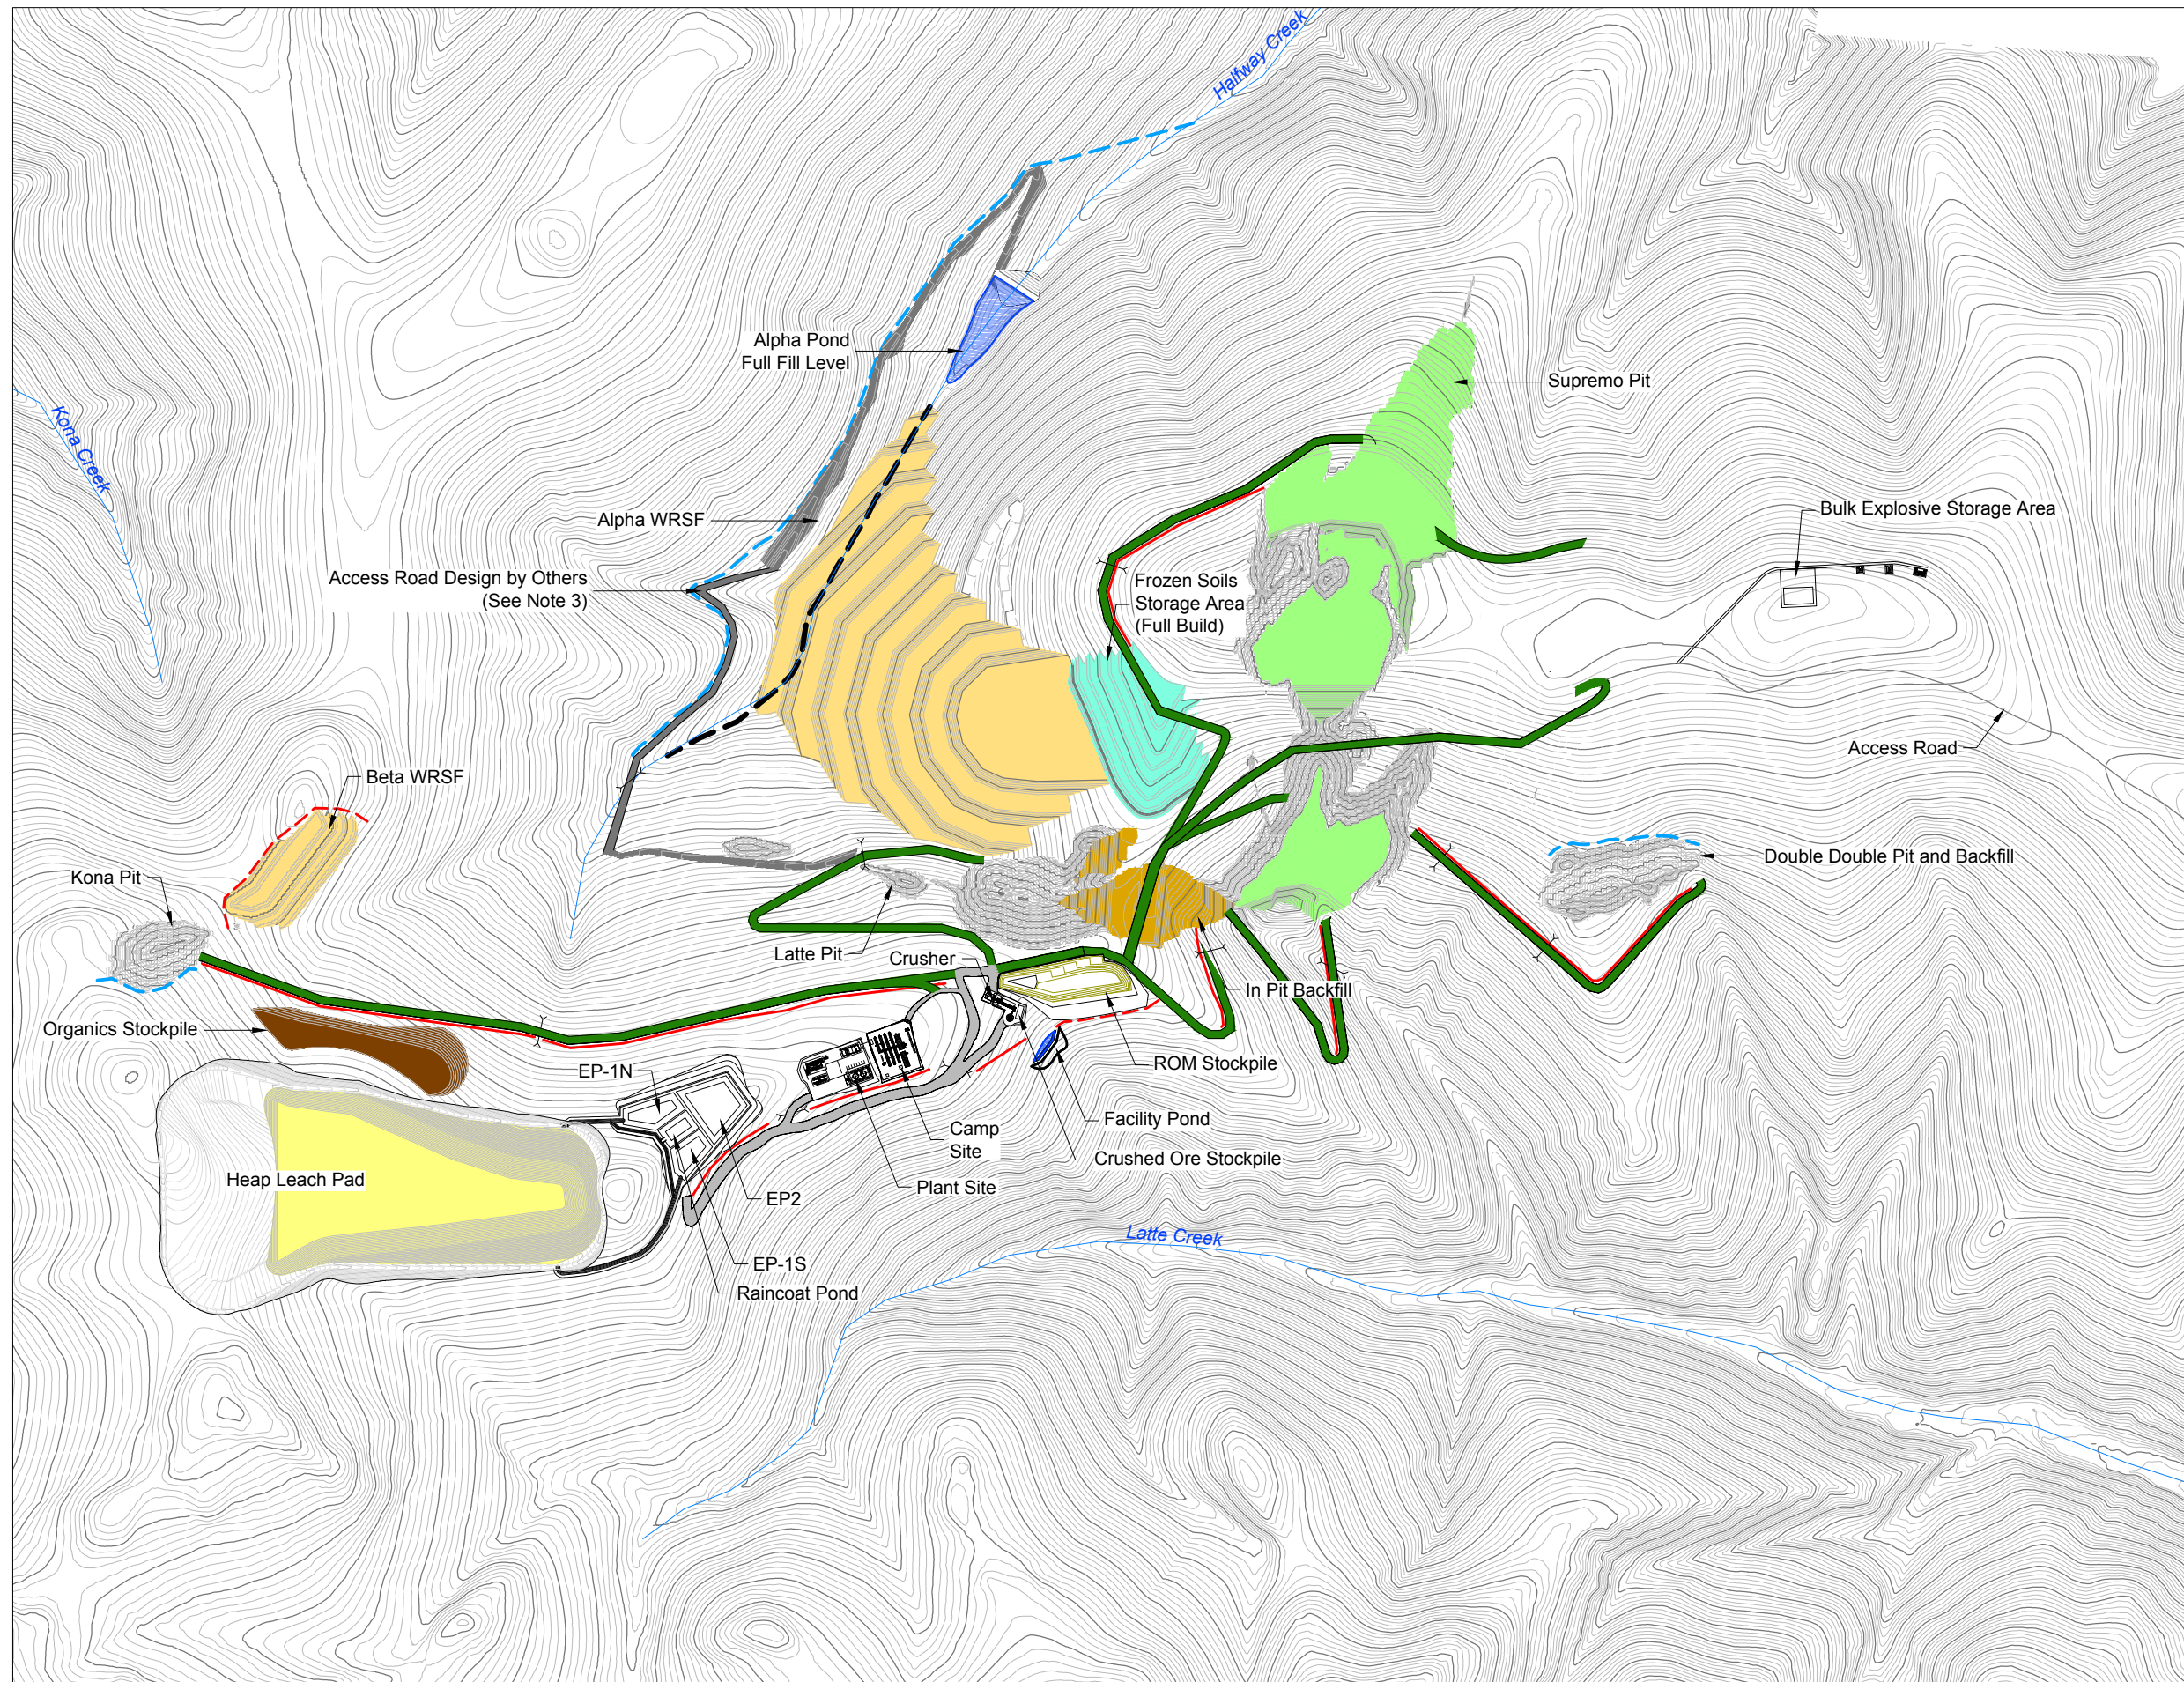 Halfway Creek
Alpha Pond
Full Fill Level
Supremo Pit
Kona Creek
Bulk Explosive Storage Area
Alpha WRSF
Access Road Design by Others
(See Note 3)
Frozen Soils
Storage Area
(Full Build)
Access Road
Beta WRSF
Double Double Pit and Backfill
Kona Pit
Latte Pit
Crusher
In Pit Backfill
Organics Stockpile
ROM Stockpile
EP-1N
Facility Pond
Camp
Site
Crushed Ore Stockpile
Heap Leach Pad
Plant Site
EP2
Latte Creek
EP-1S
Raincoat Pond